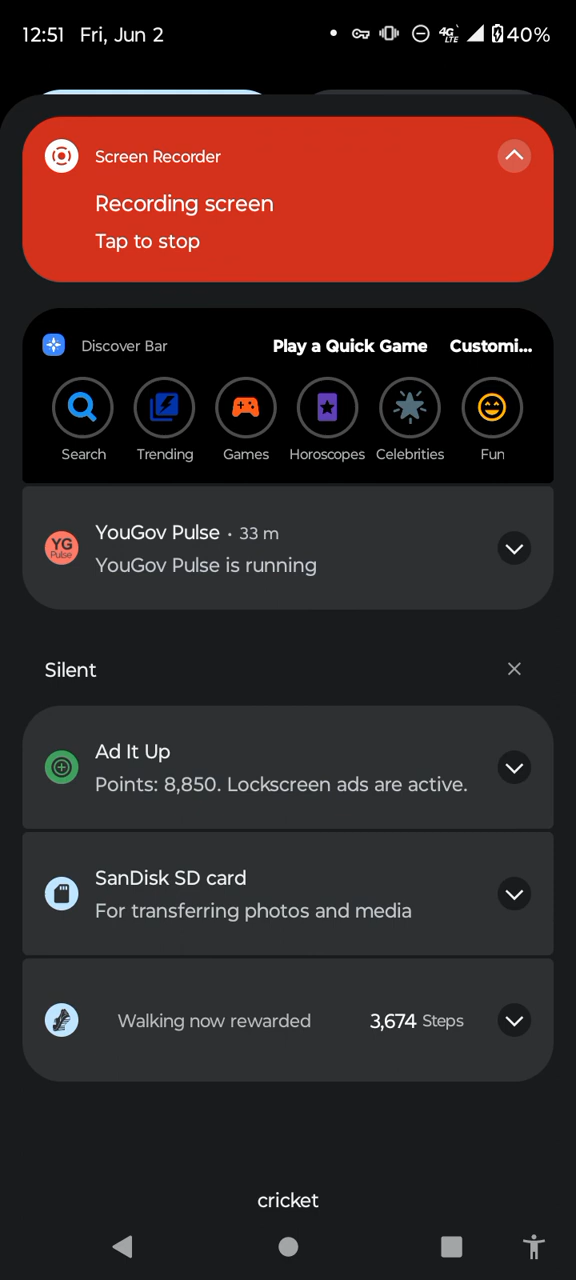 12:51 Fri, Jun 2
4G LTE 40%
Screen Recorder
Recording screen
Tap to stop
Discover Bar Play a Quick Game Customi...
Search Trending Games Horoscopes Celebrities Fun
YG Pulse
YouGov Pulse · 33 m
YouGov Pulse is running
Silent
Ad It Up
Points: 8,850. Lockscreen ads are active.
SanDisk SD card
For transferring photos and media
Walking now rewarded 3,674 Steps
cricket